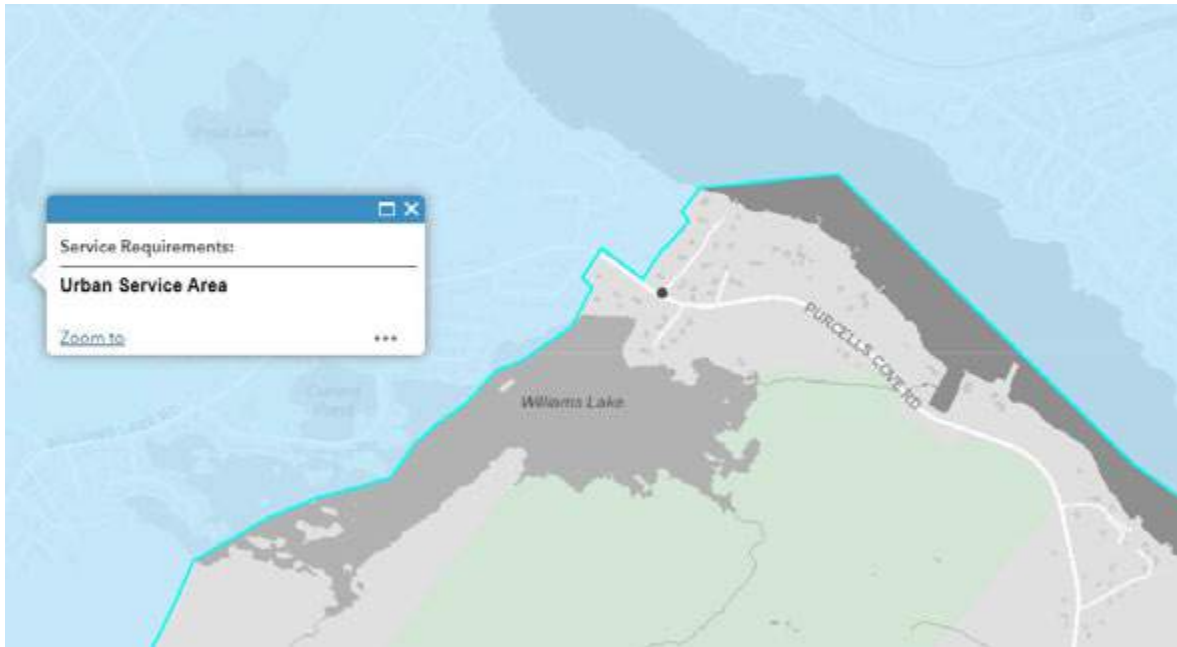 Service Requirements:
Urban Service Area
Zoom to
•••
Williams Lake
PURCELLS COVE RD